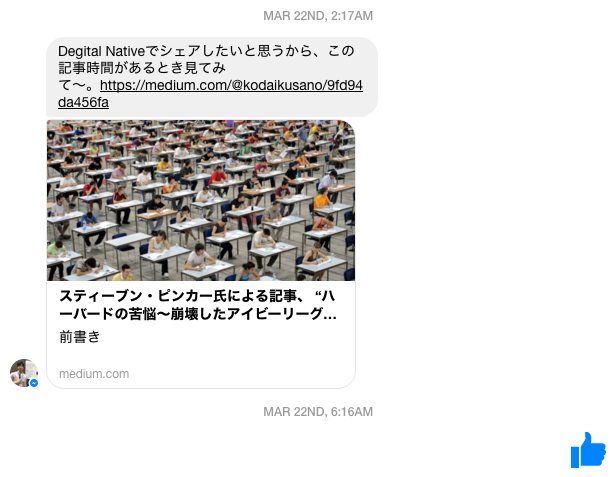 MAR 22ND, 2:17AM
Degital Nativeでシェアしたいと思うから、この
記事時間があるとき見てみ
て〜。https://medium.com/@kodaikusano/9fd94
da456fa
スティーブン・ピンカー氏による記事、 “ハ
ーバードの苦悩〜崩壊したアイビーリーグ...
前書き
medium.com
MAR 22ND, 6:16AM